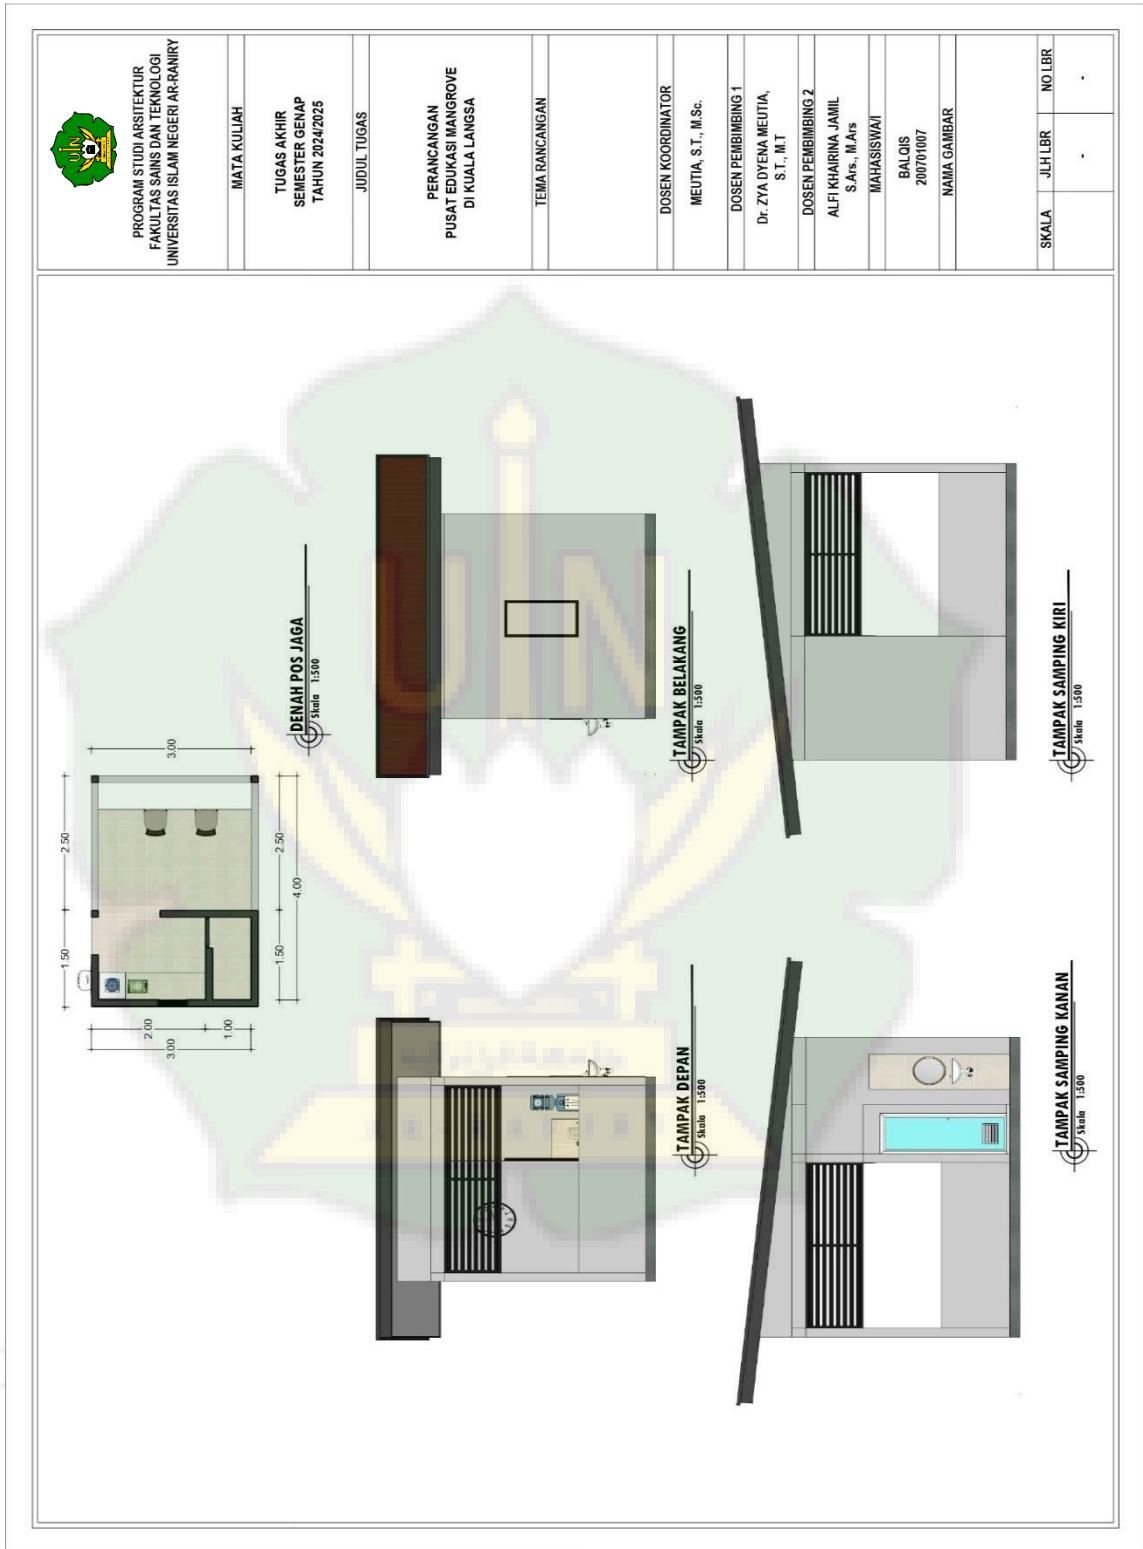 UIN
PROGRAM STUDI ARSITEKTUR
FAKULTAS SAINS DAN TEKNOLOGI
UNIVERSITAS ISLAM NEGERI AR-RANIRY
MATA KULIAH
TUGAS AKHIR
SEMESTER GENAP
TAHUN 2024/2025
JUDUL TUGAS
PERANCANGAN
PUSAT EDUKASI MANGROVE
DI KUALA LANGSA
TEMA RANCANGAN
DOSEN KOORDINATOR
MEUTIA, S.T., M.Sc.
DOSEN PEMBIMBING 1
Dr. ZYA DYENA MEUTIA,
S.T., M.T
DOSEN PEMBIMBING 2
ALFI KHAIRINA JAMIL
S.Ars., M.Ars
MAHASISWA/I
BALQIS
200701007
NAMA GAMBAR
SKALA JLH LBR NO LBR
- -
1.50 2.50
2.00
1.00
3.00
3.00
1.50 2.50
4.00
DENAH POS JAGA
Skala 1:500
TAMPAK DEPAN
Skala 1:500
TAMPAK BELAKANG
Skala 1:500
TAMPAK SAMPING KANAN
Skala 1:500
TAMPAK SAMPING KIRI
Skala 1:500
UIN